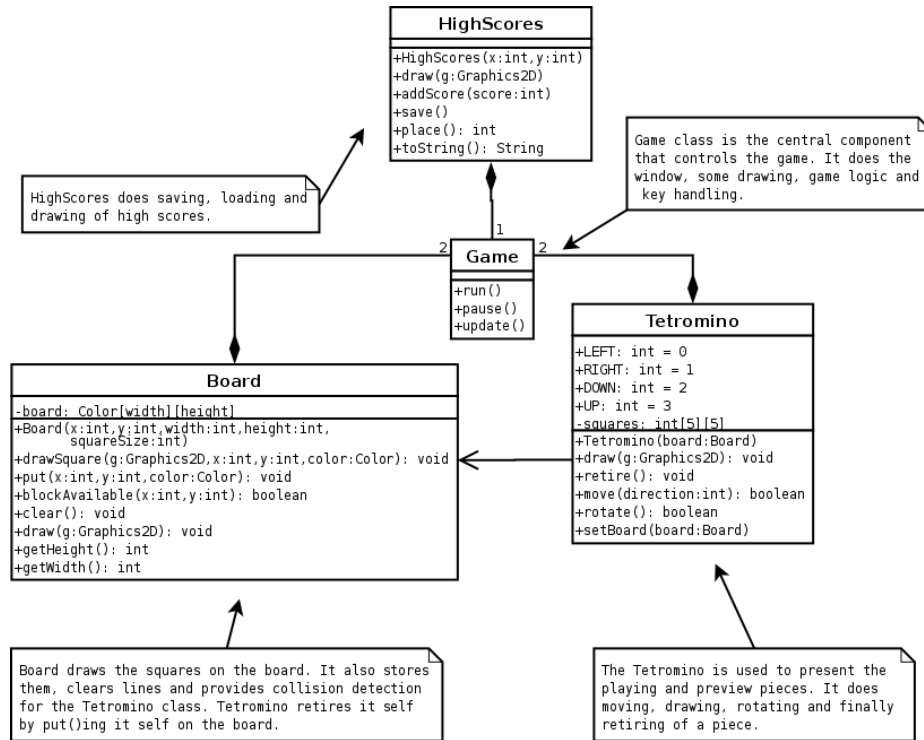 HighScores
+HighScores(x:int,y:int)
+draw(g:Graphics2D)
+addScore(score:int)
+save()
+place(): int
+toString(): String
Game class is the central component
that controls the game. It does the
window, some drawing, game logic and
key handling.
HighScores does saving, loading and
drawing of high scores.
1
2
Game
2
+run()
+pause()
+update()
Tetromino
+LEFT: int = 0
+RIGHT: int = 1
+DOWN: int = 2
+UP: int = 3
-squares: int[5][5]
+Tetromino(board:Board)
+draw(g:Graphics2D): void
+retire(): void
+move(direction:int): boolean
+rotate(): boolean
+setBoard(board:Board)
Board
-board: Color[width][height]
+Board(x:int,y:int,width:int,height:int,
squareSize:int)
+drawSquare(g:Graphics2D,x:int,y:int,color:Color): void
+put(x:int,y:int,color:Color): void
+blockAvailable(x:int,y:int): boolean
+clear(): void
+draw(g:Graphics2D): void
+getHeight(): int
+getWidth(): int
Board draws the squares on the board. It also stores
them, clears lines and provides collision detection
for the Tetromino class. Tetromino retires it self
by put()ing it self on the board.
The Tetromino is used to present the
playing and preview pieces. It does
moving, drawing, rotating and finally
retiring of a piece.